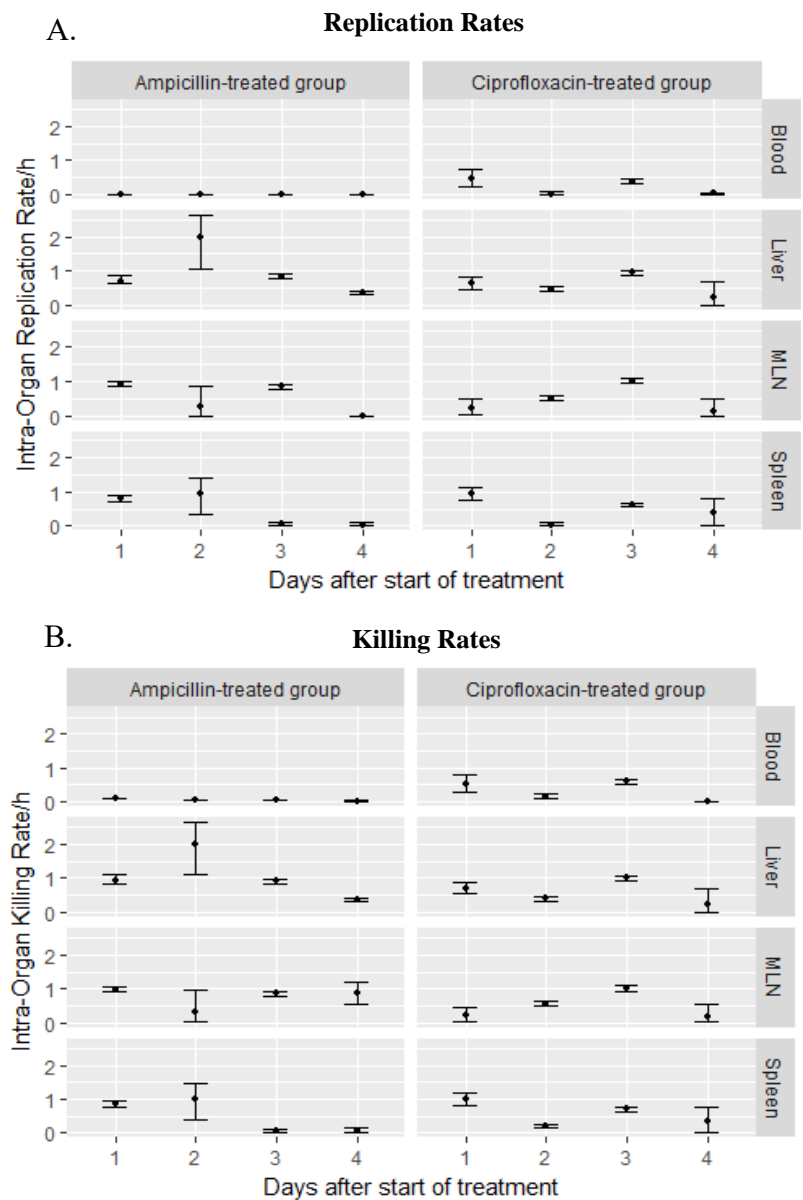 A.
Replication Rates
Ampicillin-treated group
Ciprofloxacin-treated group
Intra-Organ Replication Rate/h
2
1
0
Blood
2
1
0
Liver
2
1
0
MLN
2
1
0
Spleen
1 2 3 4 1 2 3 4
Days after start of treatment
B.
Killing Rates
Ampicillin-treated group
Ciprofloxacin-treated group
Intra-Organ Killing Rate/h
2
1
0
Blood
2
1
0
Liver
2
1
0
MLN
2
1
0
Spleen
1 2 3 4 1 2 3 4
Days after start of treatment